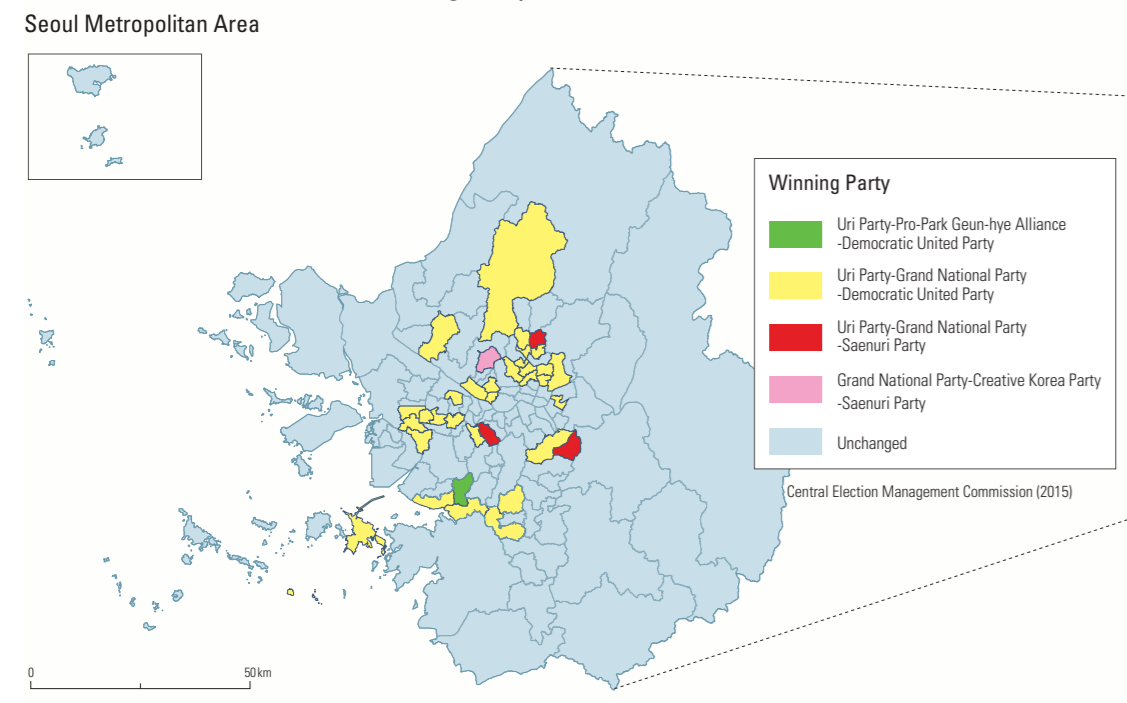 Seoul Metropolitan Area
Winning Party
Uri Party-Pro-Park Geun-hye Alliance
-Democratic United Party
Uri Party-Grand National Party
-Democratic United Party
Uri Party-Grand National Party
-Saenuri Party
Grand National Party-Creative Korea Party
-Saenuri Party
Unchanged
Central Election Management Commission (2015)
0 50 km